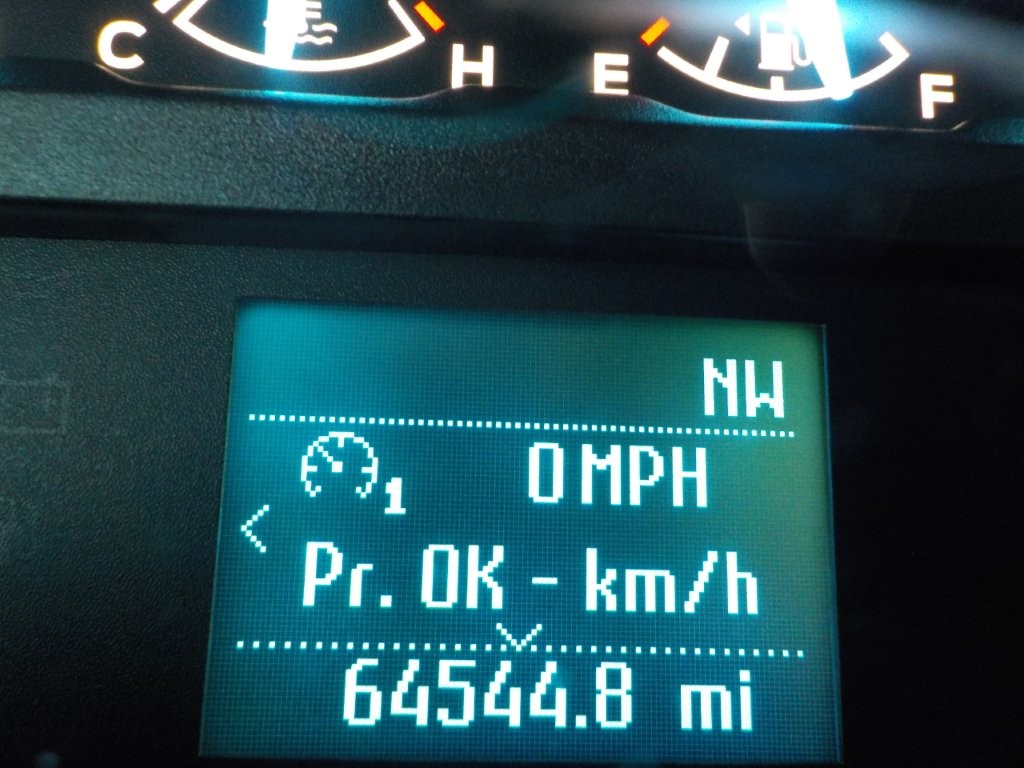 C H E F
NW
1 0 MPH
Pr. OK - km/h
64544.8 mi